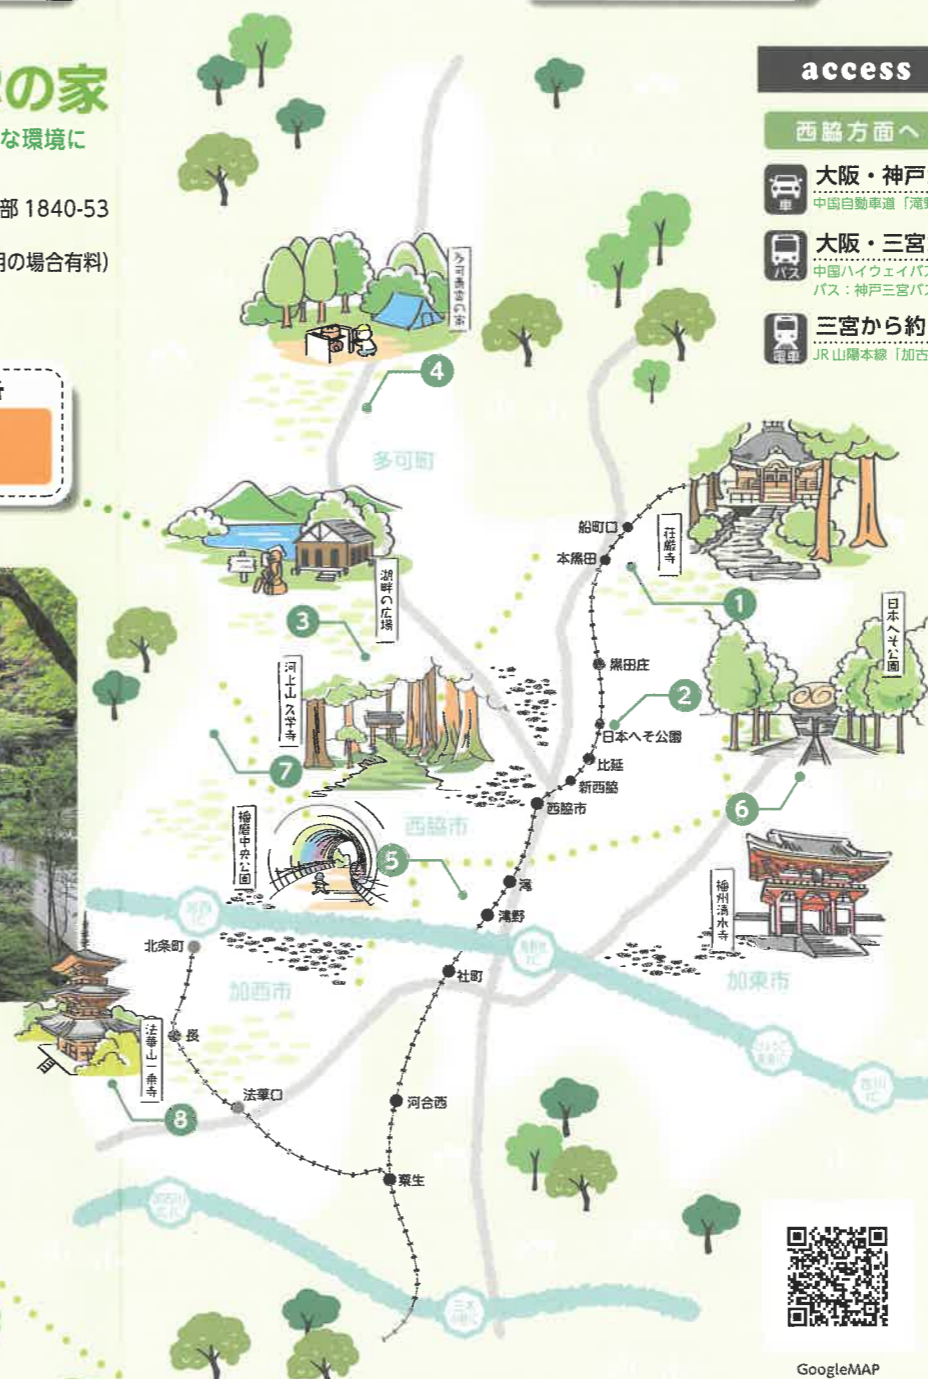 の家
な環境に
部 1840-53
用の場合有料)
access
西脇方面へ
車
大阪・神戸
中国自動車道「滝野
バス
大阪・三宮
中国ハイウェイバス
バス：神戸三宮バス
電車
三宮から約
JR山陽本線「加古
4
多可町
船町口
本黒田
荘厳寺
1
湖畔の広場
3
日本へそ公園
黒田庄
2
河上山久学寺
日本へそ公園
比延
7
新西脇
西脇市
6
西脇市
播磨中央公園
5
滝
滝野
播州清水寺
北条町
社町
加西市
加東市
長
法華山一乗寺
法華口
河合西
8
粟生
GoogleMAP